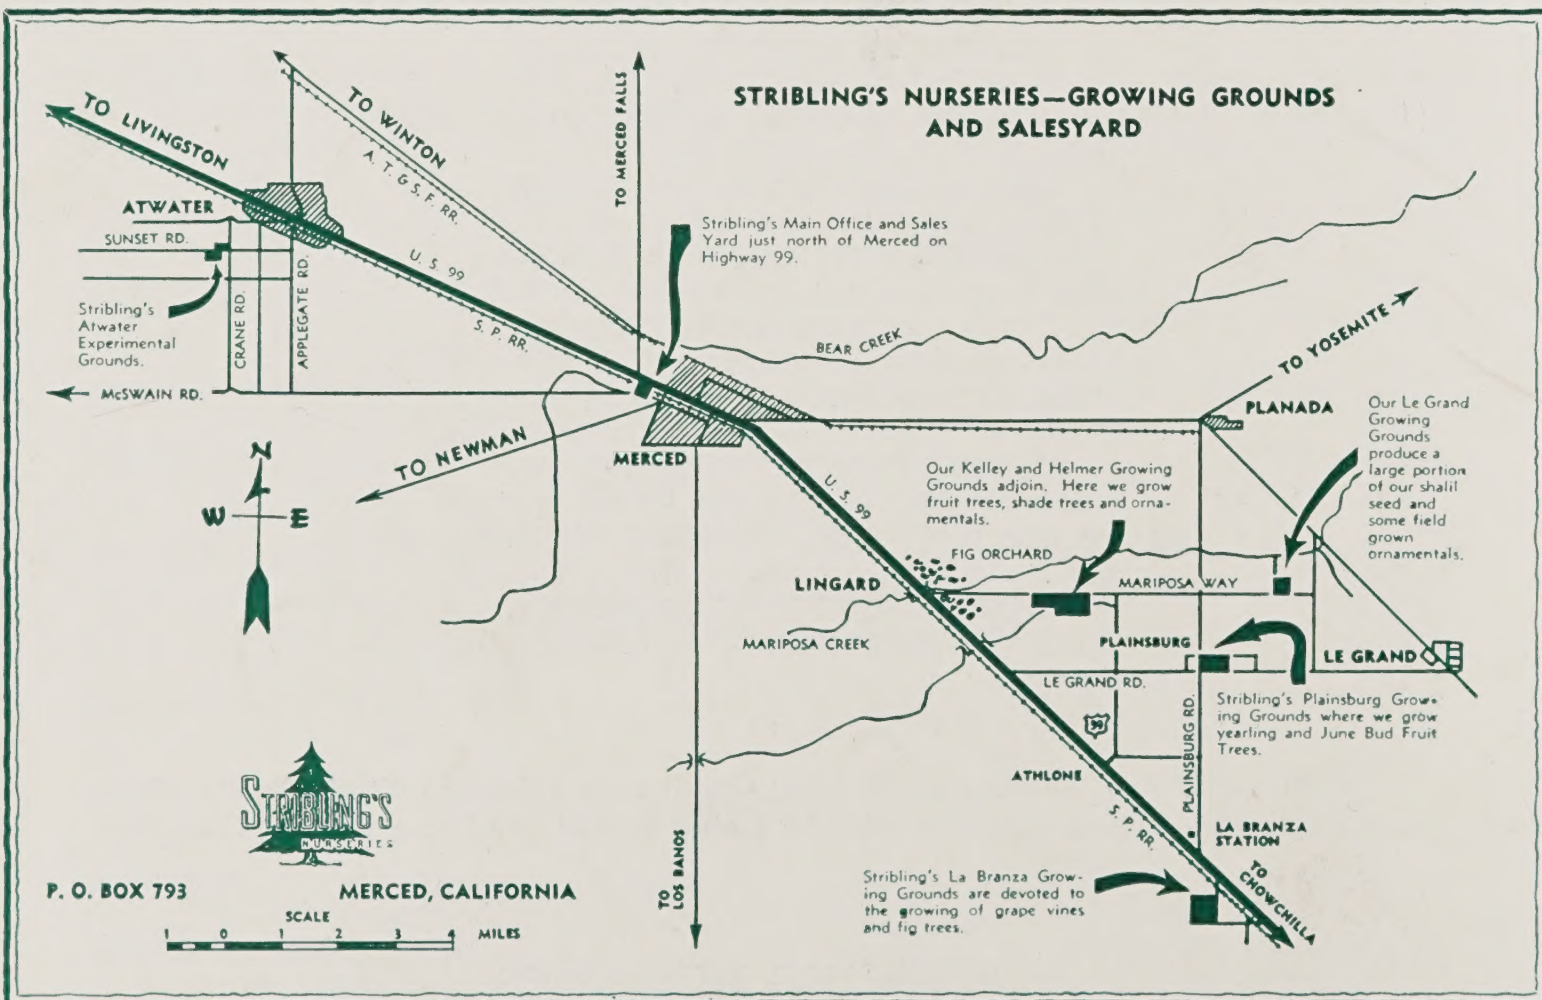 STRIBLING'S NURSERIES—GROWING GROUNDS
AND SALESYARD
TO LIVINGSTON
TO WINTON
A. T. & S. F. RR.
TO MERCED FALLS
ATWATER
SUNSET RD.
U. S. 99
S. P. RR.
CRANE RD.
APPLEGATE RD.
Stribling's
Atwater
Experimental
Grounds.
McSWAIN RD.
Stribling's Main Office and Sales
Yard just north of Merced on
Highway 99.
BEAR CREEK
TO YOSEMITE
PLANADA
TO NEWMAN
MERCED
N
W E
Our Kelley and Helmer Growing
Grounds adjoin. Here we grow
fruit trees, shade trees and orna-
mentals.
Our Le Grand
Growing
Grounds
produce a
large portion
of our shalil
seed and
some field
grown
ornamentals.
U. S. 99
FIG ORCHARD
LINGARD
MARIPOSA WAY
MARIPOSA CREEK
PLAINSBURG
LE GRAND
LE GRAND RD.
Stribling's Plainsburg Grow-
ing Grounds where we grow
yearling and June Bud Fruit
Trees.
99
PLAINSBURG RD.
ATHLONE
S. P. RR.
LA BRANZA
STATION
TO
CHOWCHILLA
Stribling's La Branza Grow-
ing Grounds are devoted to
the growing of grape vines
and fig trees.
TO
LOS BANOS
STRIBLING'S
NURSERIES
P. O. BOX 793 MERCED, CALIFORNIA
SCALE
1 0 1 2 3 4 MILES